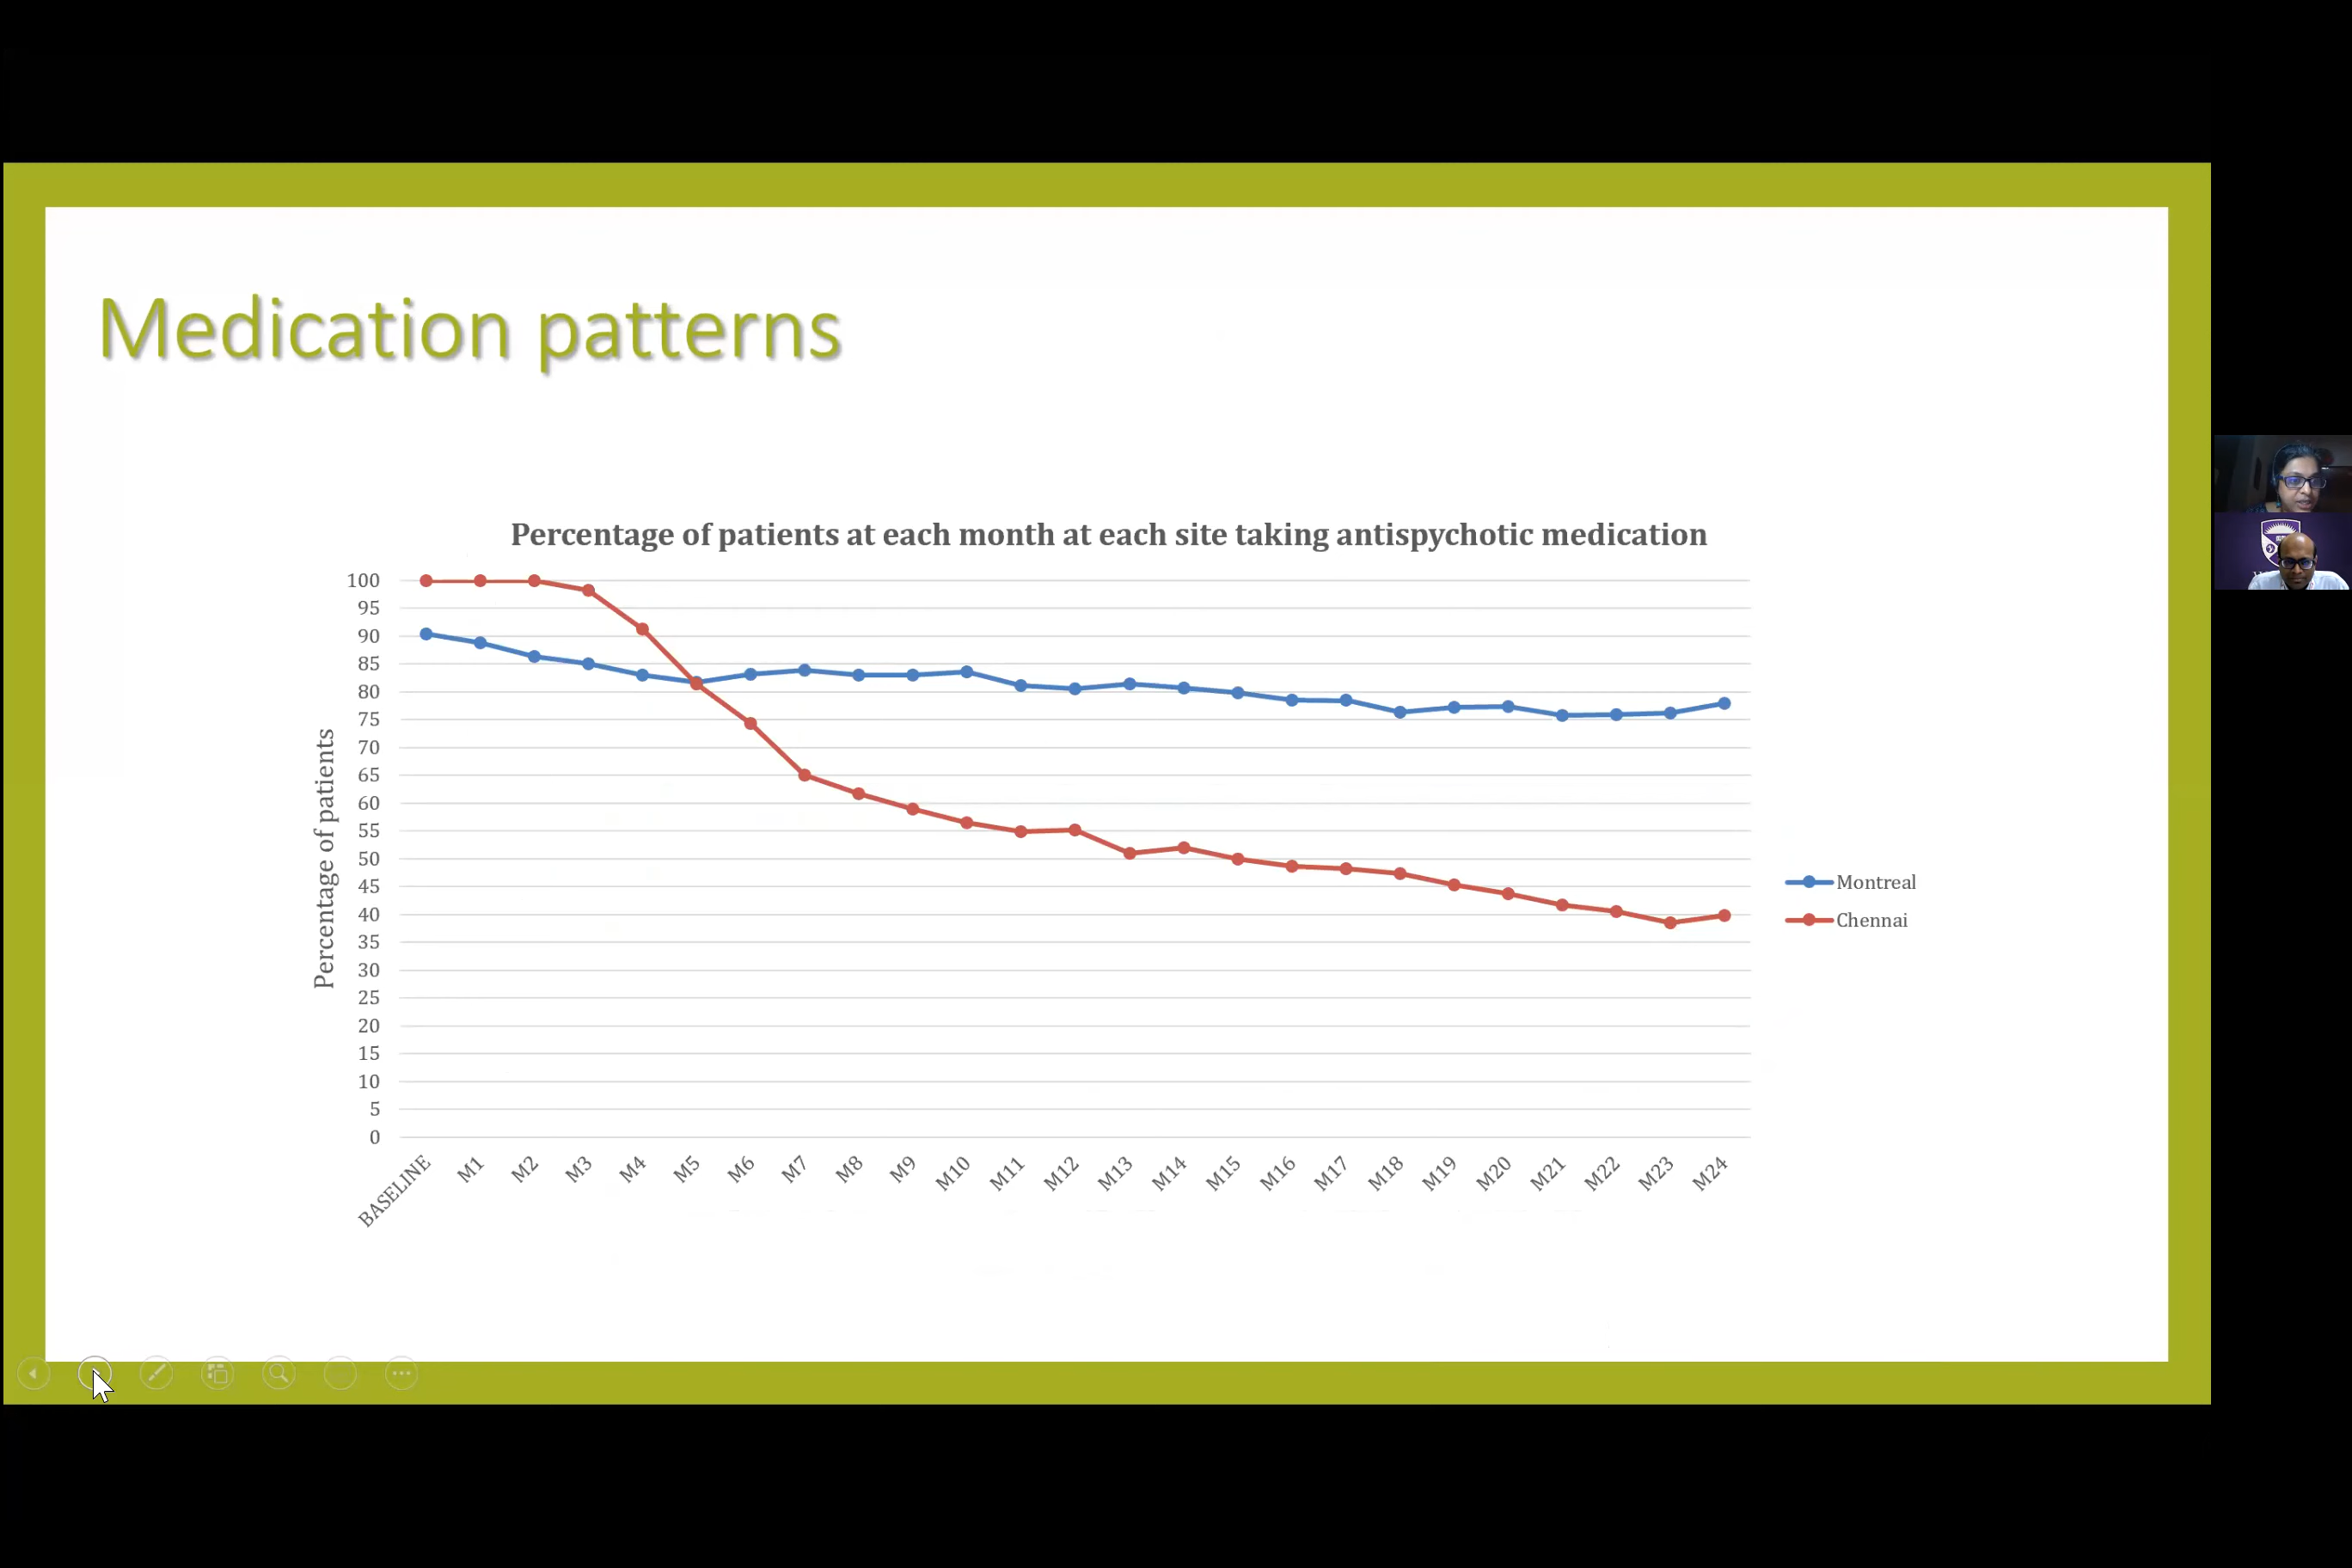 Medication patterns
Percentage of patients at each month at each site taking antispychotic medication
Percentage of patients
100
95
90
85
80
75
70
65
60
55
50
45
40
35
30
25
20
15
10
5
0
BASELINE
M1
M2
M3
M4
M5
M6
M7
M8
M9
M10
M11
M12
M13
M14
M15
M16
M17
M18
M19
M20
M21
M22
M23
M24
Montreal
Chennai